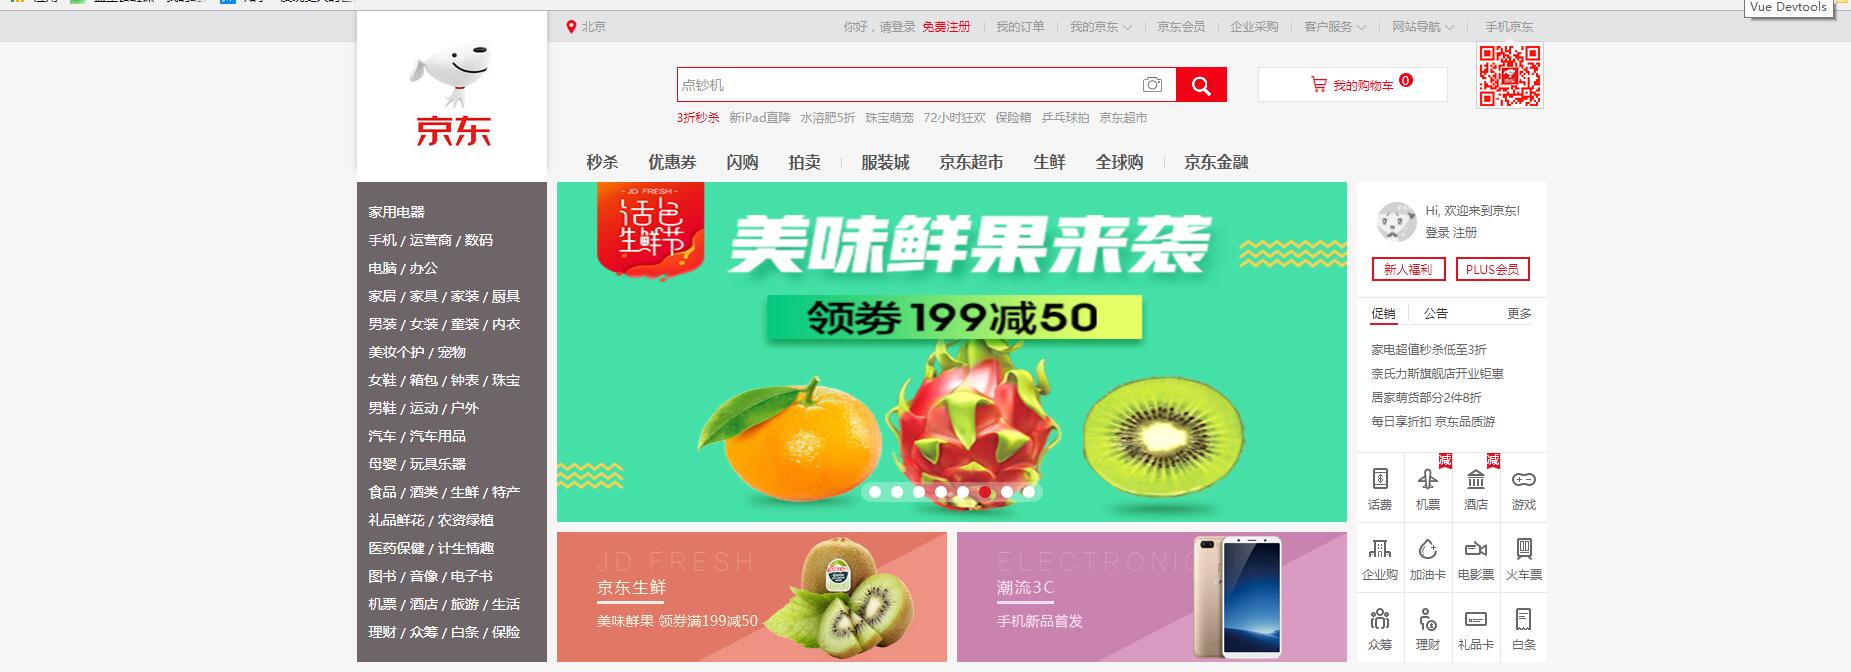 Vue Devtools
北京
你好，请登录 免费注册 我的订单 我的京东 京东会员 企业采购 客户服务 网站导航 手机京东
京东
点钞机
我的购物车 0
3折秒杀 新iPad直降 水溶肥5折 珠宝萌宠 72小时狂欢 保险箱 乒乓球拍 京东超市
秒杀 优惠券 闪购 拍卖 服装城 京东超市 生鲜 全球购 京东金融
家用电器
手机 / 运营商 / 数码
电脑 / 办公
家居 / 家具 / 家装 / 厨具
男装 / 女装 / 童装 / 内衣
美妆个护 / 宠物
女鞋 / 箱包 / 钟表 / 珠宝
男鞋 / 运动 / 户外
汽车 / 汽车用品
母婴 / 玩具乐器
食品 / 酒类 / 生鲜 / 特产
礼品鲜花 / 农资绿植
医药保健 / 计生情趣
图书 / 音像 / 电子书
机票 / 酒店 / 旅游 / 生活
理财 / 众筹 / 白条 / 保险
- JD FRESH -
活色
生鲜节
美味鲜果来袭
领券199减50
JD FRESH
京东生鲜
美味鲜果 领券满199减50
ELECTRONIC
潮流3C
手机新品首发
Hi, 欢迎来到京东!
登录 注册
新人福利 PLUS会员
促销 公告 更多
家电超值秒杀低至3折
奈氏力斯旗舰店开业钜惠
居家萌货部分2件8折
每日享折扣 京东品质游
减 减
话费 机票 酒店 游戏
企业购 加油卡 电影票 火车票
众筹 理财 礼品卡 白条